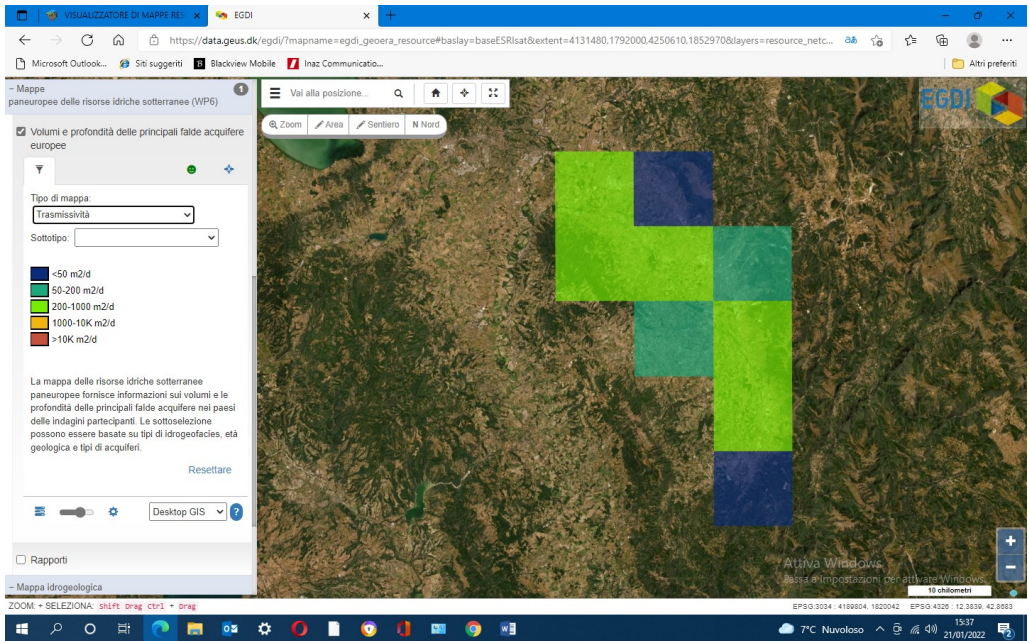 VISUALIZZATORE DI MAPPE RES
EGDI
https://data.geus.dk/egdi/?mapname=egdi_geoera_resource#baslay=baseESRIsat&extent=4131480,1792000,4250610,1852970&layers=resource_netc...
Microsoft Outlook...
Siti suggeriti
Blackview Mobile
Inaz Communicatio...
Altri preferiti
− Mappe
paneuropee delle risorse idriche sotterranee (WP6)
1
Vai alla posizione...
Zoom
Area
Sentiero
N Nord
EGDI
Volumi e profondità delle principali falde acquifere
europee
Tipo di mappa:
Trasmissività
Sottotipo:
<50 m2/d
50-200 m2/d
200-1000 m2/d
1000-10K m2/d
>10K m2/d
La mappa delle risorse idriche sotterranee
paneuropee fornisce informazioni sui volumi e le
profondità delle principali falde acquifere nei paesi
delle indagini partecipanti. Le sottoselezione
possono essere basate su tipi di idrogeofacies, età
geologica e tipi di acquiferi.
Resettare
Desktop GIS
?
Rapporti
− Mappa idrogeologica
Attiva Windows
Passa a Impostazioni per attivare Windows.
10 chilometri
ZOOM: + SELEZIONA: Shift Drag Ctrl + Drag
EPSG:3034 : 4189804, 1820042
EPSG:4326 : 12.3839, 42.8683
7°C Nuvoloso
15:37
21/01/2022
2